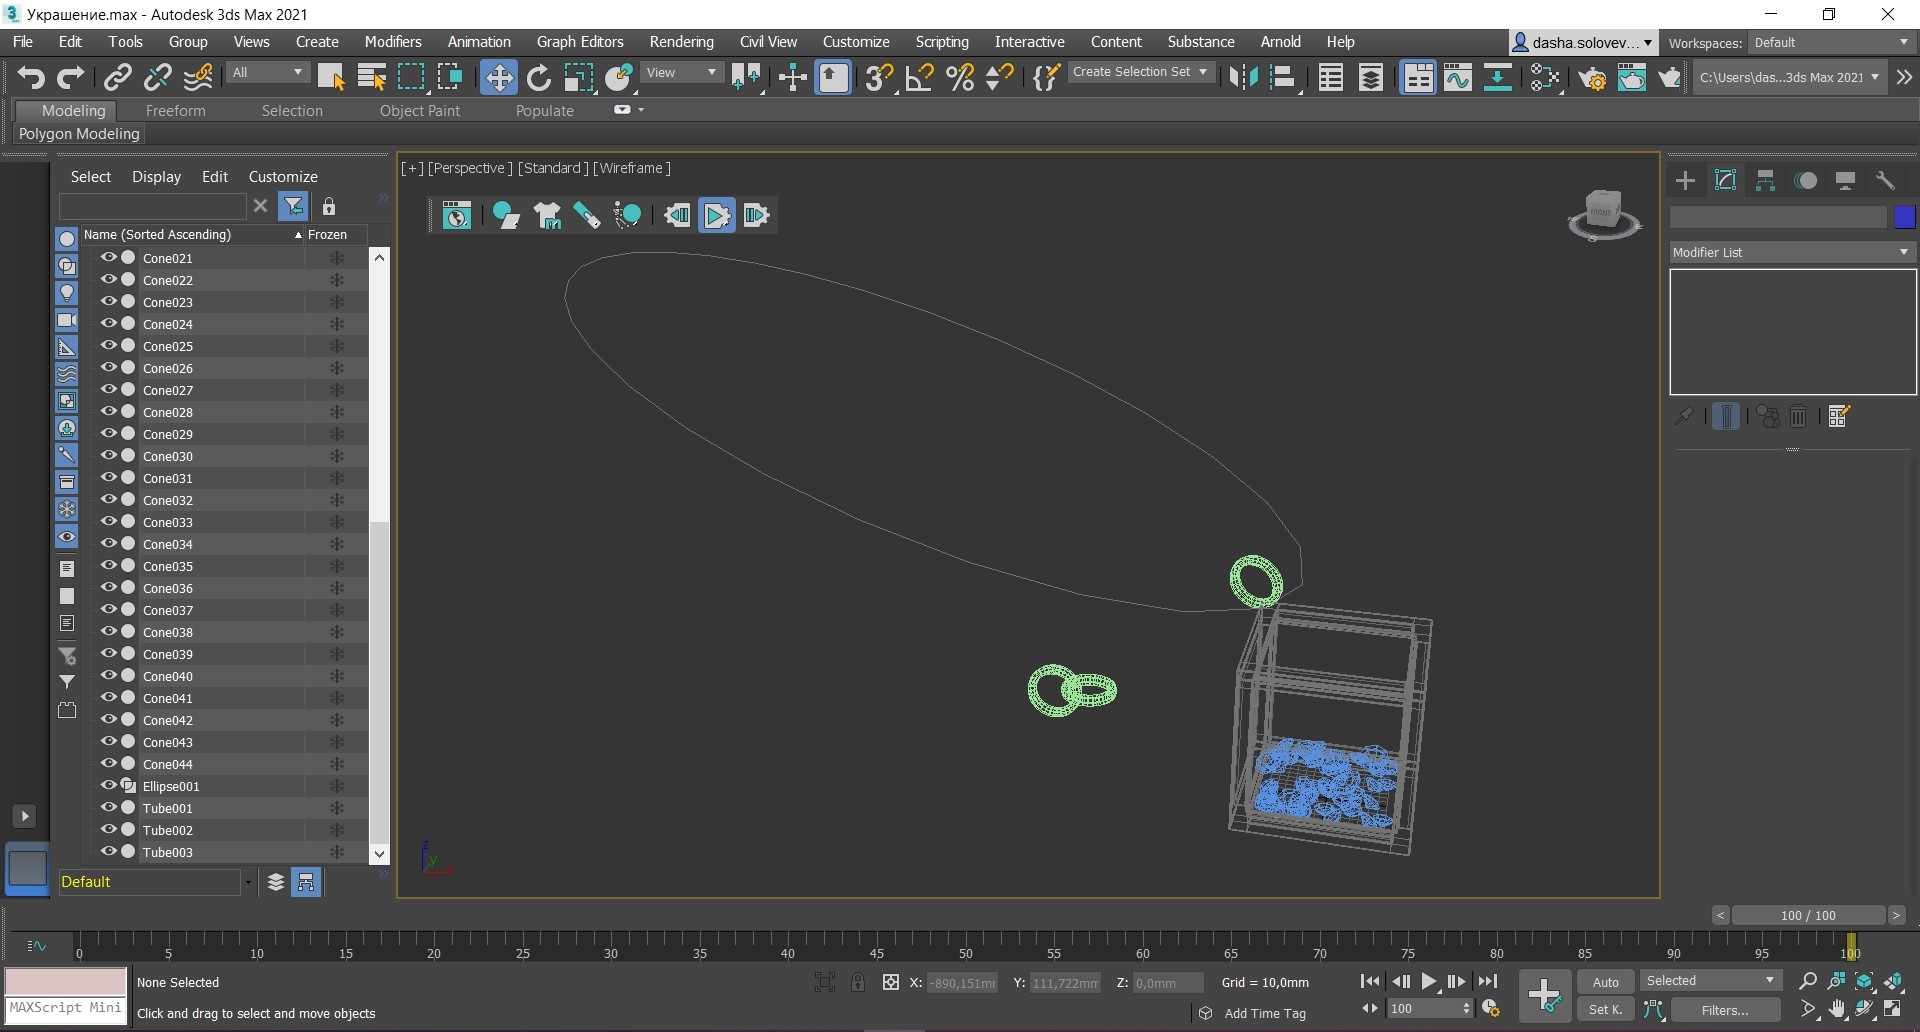 Украшение.max - Autodesk 3ds Max 2021
File Edit Tools Group Views Create Modifiers Animation Graph Editors Rendering Civil View Customize Scripting Interactive Content Substance Arnold Help
dasha.solovev... Workspaces: Default
All View Create Selection Set C:\Users\das...3ds Max 2021
Modeling Freeform Selection Object Paint Populate
Polygon Modeling
[+] [Perspective] [Standard] [Wireframe]
Select Display Edit Customize
FRONT
Name (Sorted Ascending) Frozen
Modifier List
Cone021
Cone022
Cone023
Cone024
Cone025
Cone026
Cone027
Cone028
Cone029
Cone030
Cone031
Cone032
Cone033
Cone034
Cone035
Cone036
Cone037
Cone038
Cone039
Cone040
Cone041
Cone042
Cone043
Cone044
Ellipse001
Tube001
Tube002
Tube003
z
y
Default
< 100 / 100 >
0 5 10 15 20 25 30 35 40 45 50 55 60 65 70 75 80 85 90 95 100
None Selected X: -890,151mr Y: 111,722mm Z: 0,0mm Grid = 10,0mm Auto Selected
MAXScript Mini
Click and drag to select and move objects Add Time Tag 100 Set K. Filters...